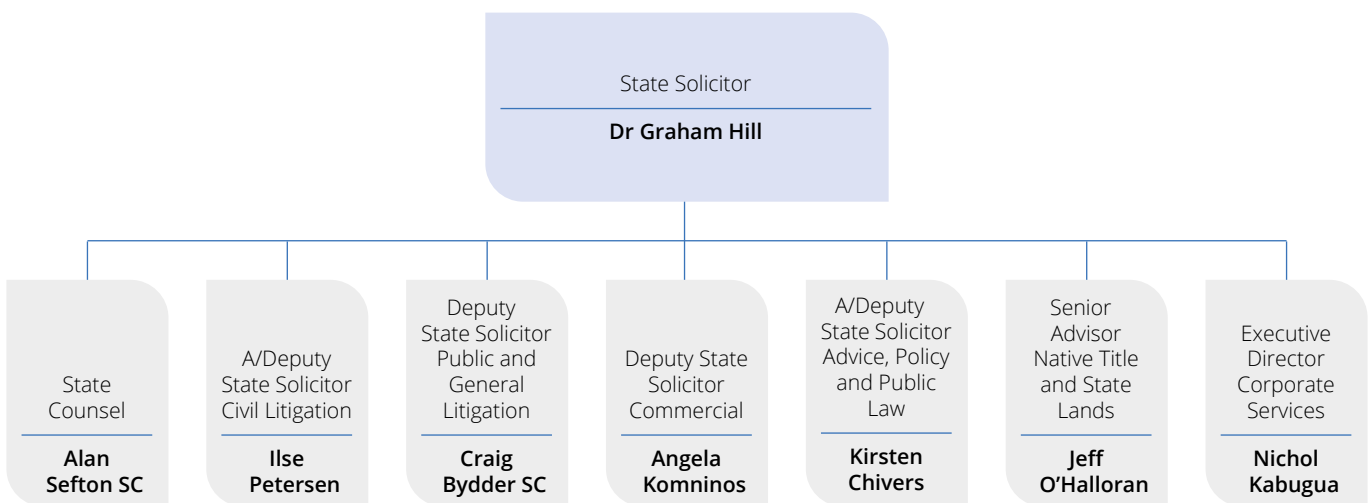 State Solicitor
Dr Graham Hill
State
Counsel
Alan
Sefton SC
A/Deputy
State Solicitor
Civil Litigation
Ilse
Petersen
Deputy
State Solicitor
Public and
General
Litigation
Craig
Bydder SC
Deputy State
Solicitor
Commercial
Angela
Komninos
A/Deputy
State Solicitor
Advice, Policy
and Public
Law
Kirsten
Chivers
Senior
Advisor
Native Title
and State
Lands
Jeff
O'Halloran
Executive
Director
Corporate
Services
Nichol
Kabugua